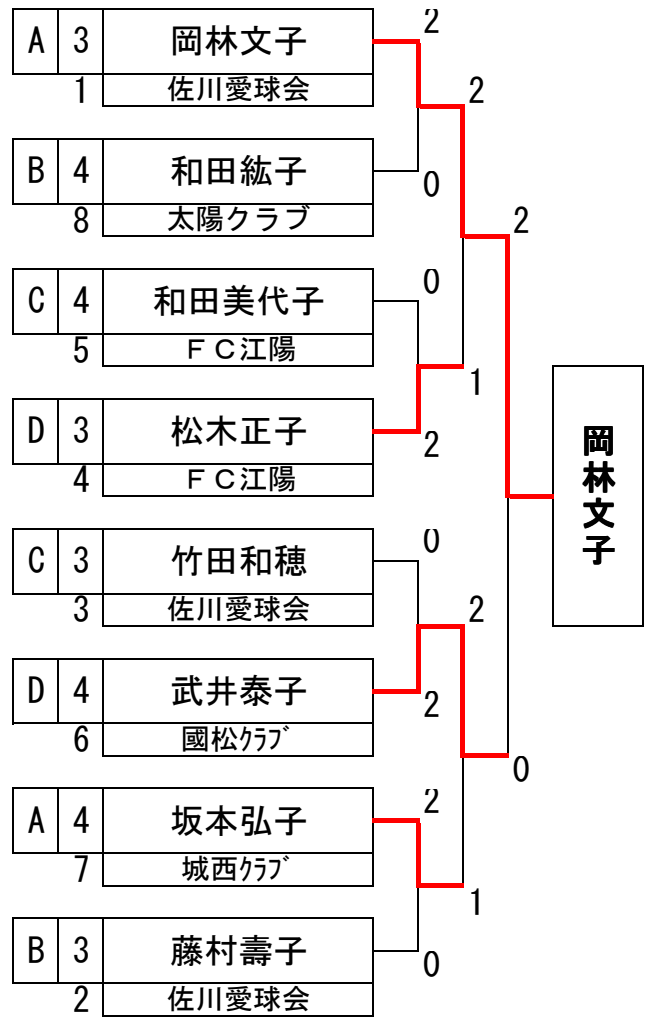 A 3 岡林文子 2
1 佐川愛球会 2
B 4 和田紘子 0
8 太陽クラブ 2
C 4 和田美代子 0
5 ＦＣ江陽 1
D 3 松木正子 2
4 ＦＣ江陽
岡林文子
C 3 竹田和穂 0
3 佐川愛球会 2
D 4 武井泰子 2
6 國松ｸﾗﾌﾞ 0
A 4 坂本弘子 2
7 城西ｸﾗﾌﾞ 1
B 3 藤村壽子 0
2 佐川愛球会